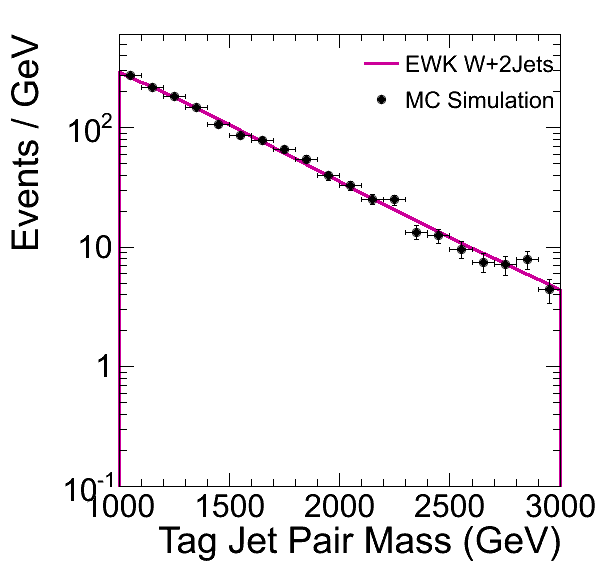 Events / GeV
EWK W+2Jets
MC Simulation
10²
10
1
10⁻¹
1000 1500 2000 2500 3000
Tag Jet Pair Mass (GeV)